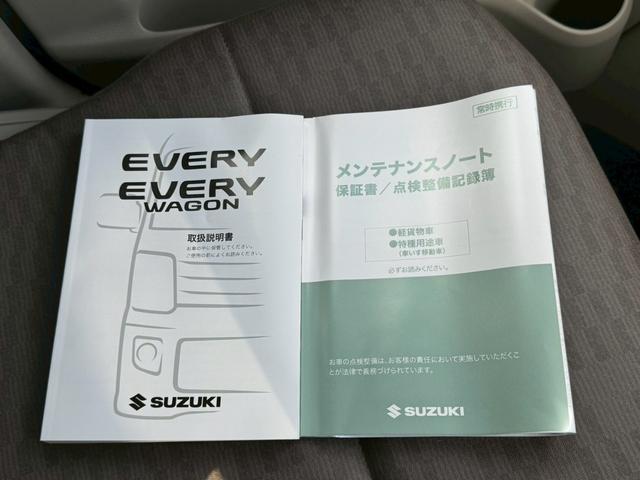 EVERY
EVERY
WAGON
取扱説明書
お車の中に保管してください。
ご使用の前によくお読みください。
SUZUKI
常時携行
メンテナンスノート
保証書／点検整備記録簿
●軽貨物車
●特種用途車
（車いす移動車）
必ずお読みください。
お車の点検整備は、お客様の責任において実施していただくこ
とが法律で義務づけられています。
SUZUKI